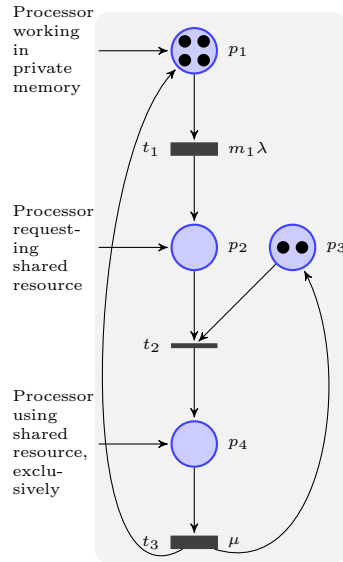 Processor
working
in
private
memory
p1
t1
m1λ
Processor
request-
ing
shared
resource
p2
p3
t2
Processor
using
shared
resource,
exclu-
sively
p4
t3
μ